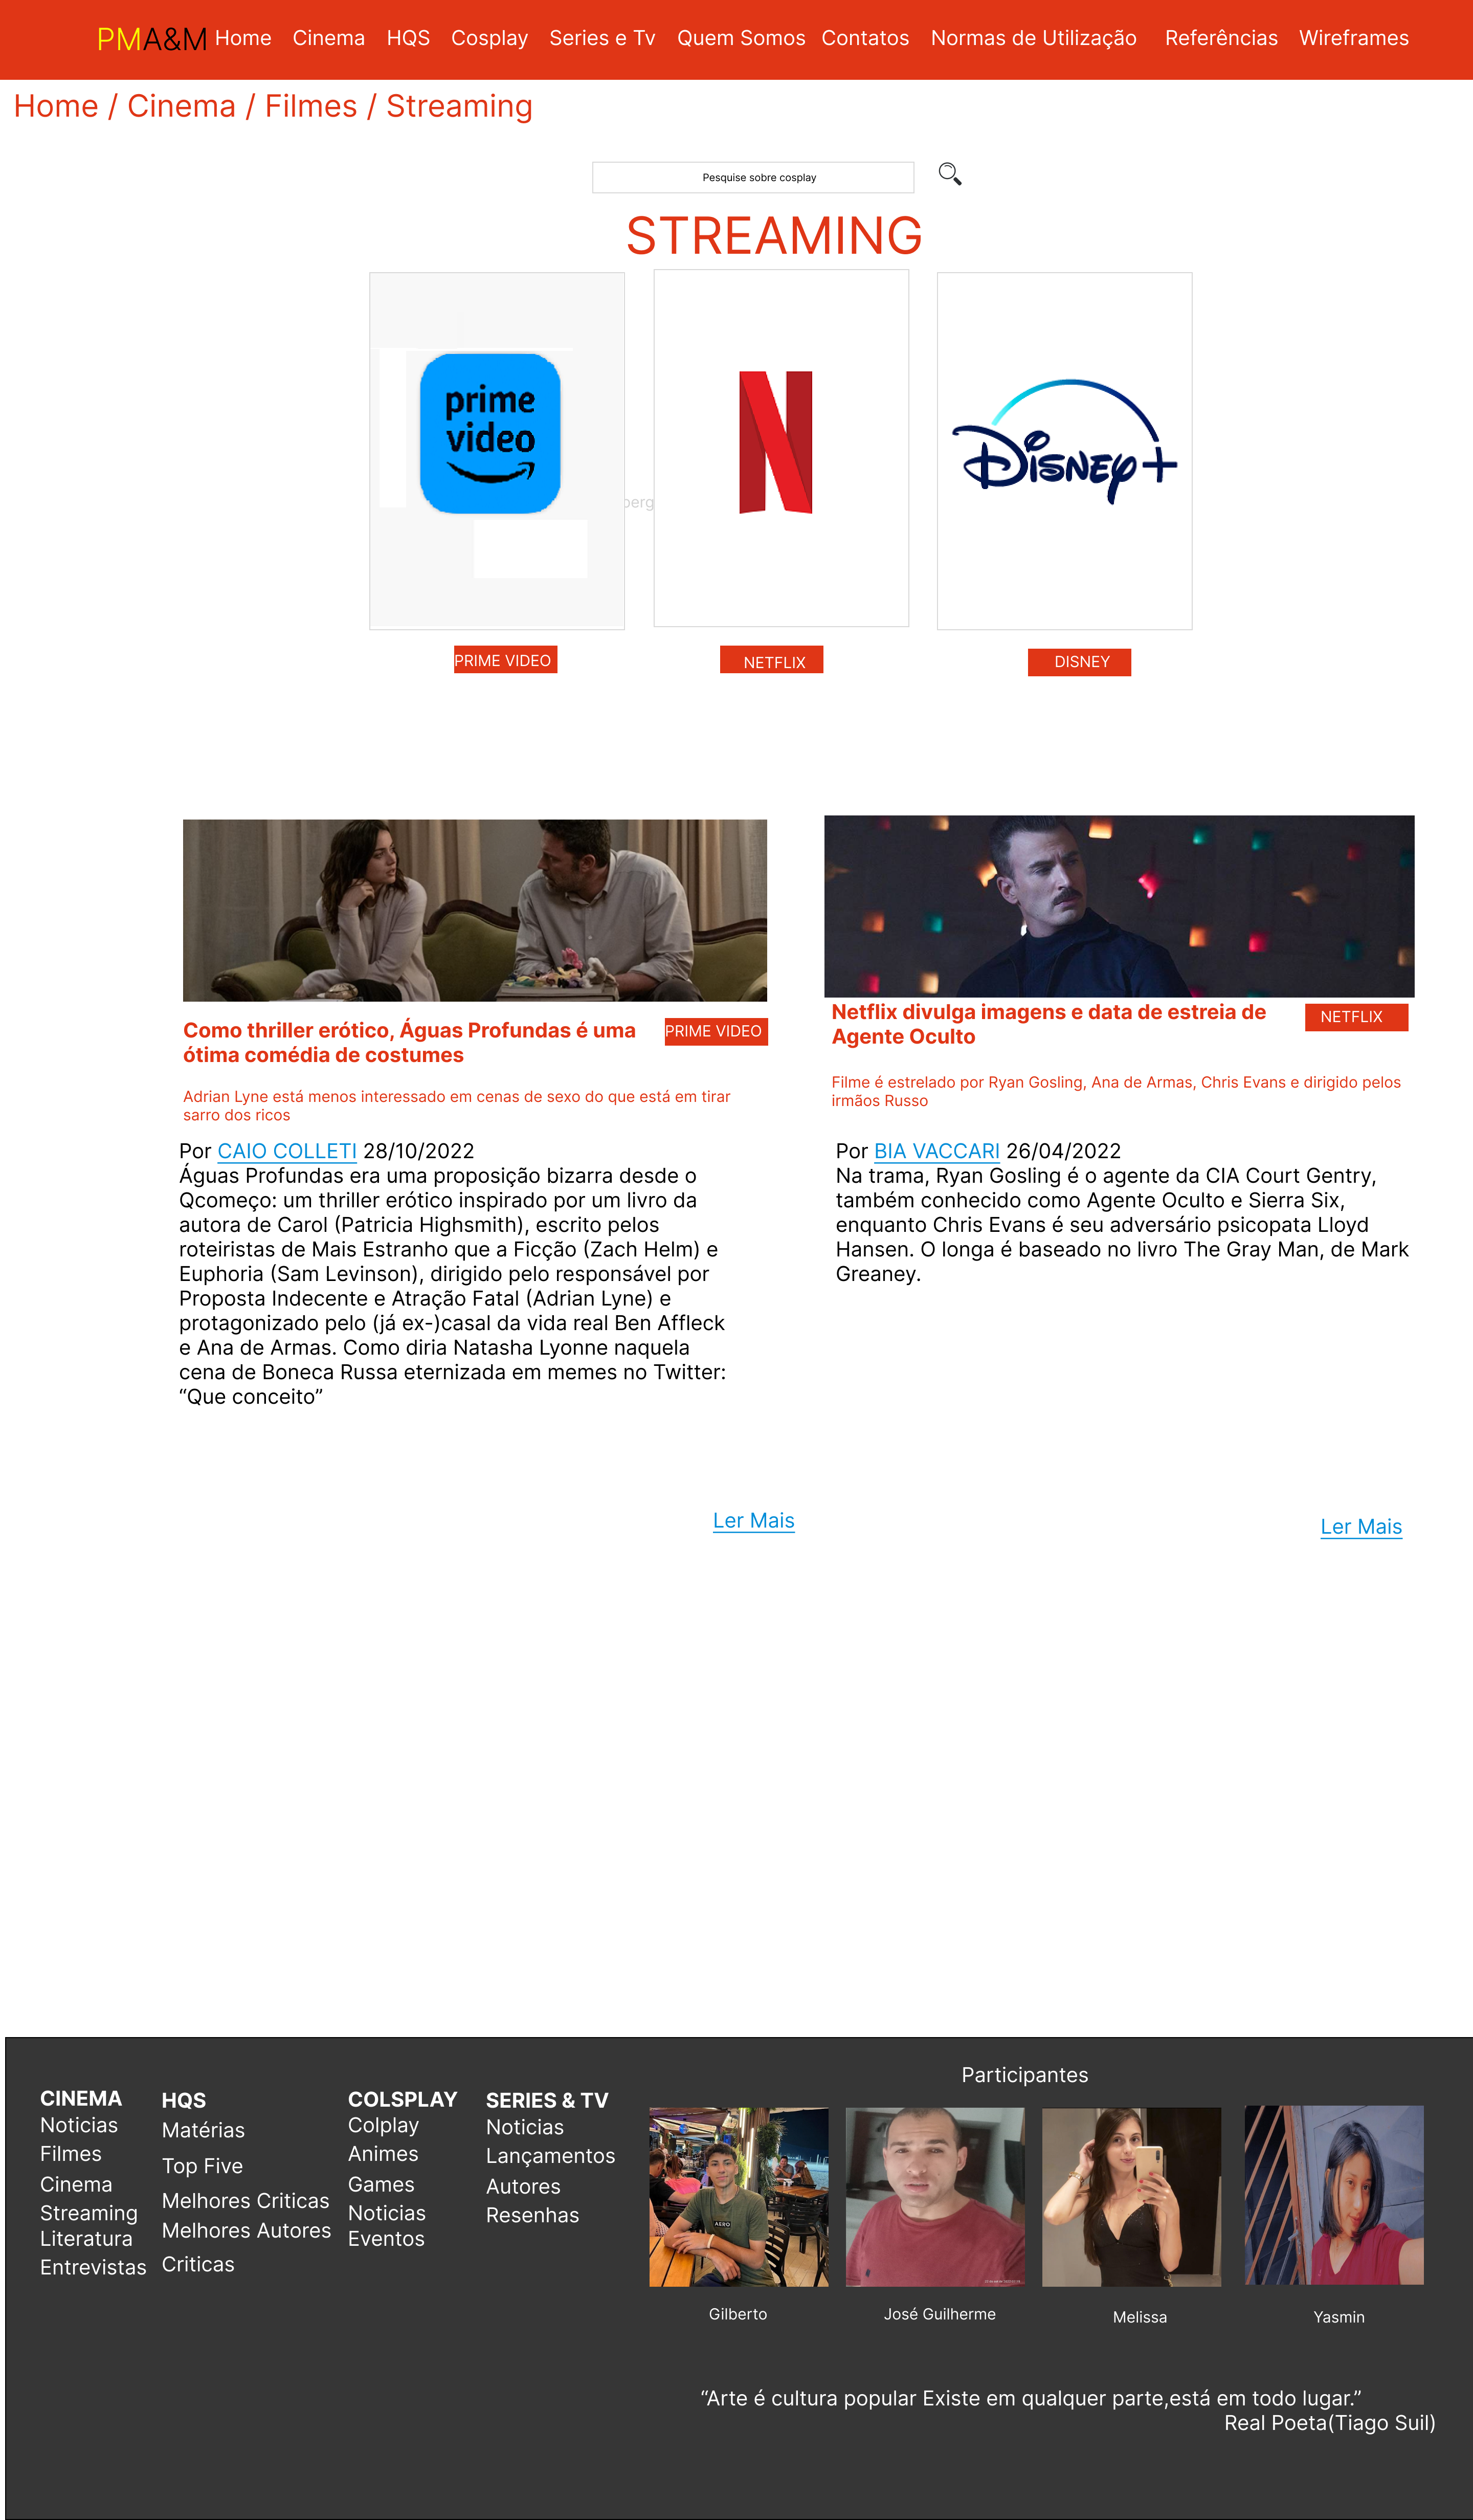 PMA&M Home Cinema HQS Cosplay Series e Tv Quem Somos Contatos Normas de Utilização Referências Wireframes
Home / Cinema / Filmes / Streaming
Pesquise sobre cosplay
STREAMING
prime
video
N
Disney+
berg
PRIME VIDEO
NETFLIX
DISNEY
Como thriller erótico, Águas Profundas é uma
ótima comédia de costumes
PRIME VIDEO
Adrian Lyne está menos interessado em cenas de sexo do que está em tirar
sarro dos ricos
Por CAIO COLLETI 28/10/2022
Águas Profundas era uma proposição bizarra desde o
Qcomeço: um thriller erótico inspirado por um livro da
autora de Carol (Patricia Highsmith), escrito pelos
roteiristas de Mais Estranho que a Ficção (Zach Helm) e
Euphoria (Sam Levinson), dirigido pelo responsável por
Proposta Indecente e Atração Fatal (Adrian Lyne) e
protagonizado pelo (já ex-)casal da vida real Ben Affleck
e Ana de Armas. Como diria Natasha Lyonne naquela
cena de Boneca Russa eternizada em memes no Twitter:
“Que conceito”
Ler Mais
Netflix divulga imagens e data de estreia de
Agente Oculto
NETFLIX
Filme é estrelado por Ryan Gosling, Ana de Armas, Chris Evans e dirigido pelos
irmãos Russo
Por BIA VACCARI 26/04/2022
Na trama, Ryan Gosling é o agente da CIA Court Gentry,
também conhecido como Agente Oculto e Sierra Six,
enquanto Chris Evans é seu adversário psicopata Lloyd
Hansen. O longa é baseado no livro The Gray Man, de Mark
Greaney.
Ler Mais
CINEMA
Noticias
Filmes
Cinema
Streaming
Literatura
Entrevistas
HQS
Matérias
Top Five
Melhores Criticas
Melhores Autores
Criticas
COLSPLAY
Colplay
Animes
Games
Noticias
Eventos
SERIES & TV
Noticias
Lançamentos
Autores
Resenhas
Participantes
AERO
Gilberto
José Guilherme
Melissa
Yasmin
“Arte é cultura popular Existe em qualquer parte,está em todo lugar.”
Real Poeta(Tiago Suil)